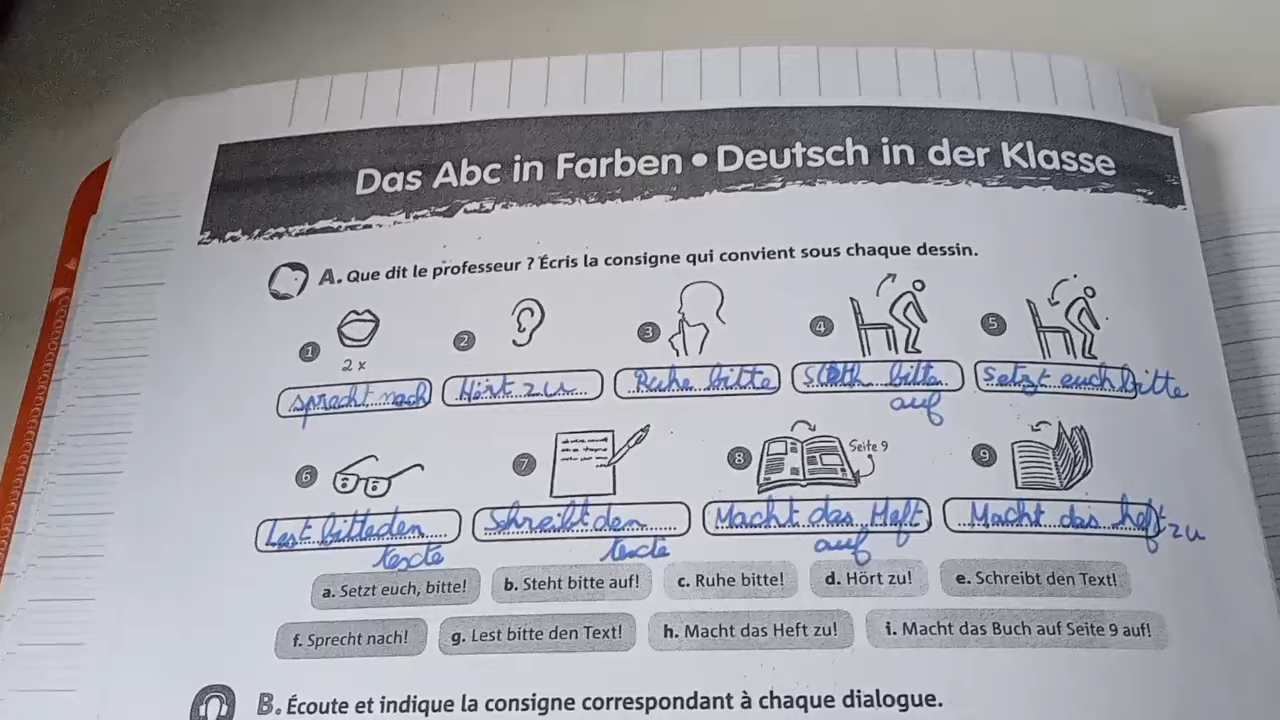 Das Abc in Farben • Deutsch in der Klasse
A. Que dit le professeur ? Écris la consigne qui convient sous chaque dessin.
1 2 3 4 5
2 x
sprecht nach Hört zu Ruhe bitte bitte Setzt euch bitte
auf
6 7 8 Seite 9 9
Lest bitte den Schreibt den Macht das Heft Macht das heft zu
texte texte auf
a. Setzt euch, bitte! b. Steht bitte auf! c. Ruhe bitte! d. Hört zu! e. Schreibt den Text!
f. Sprecht nach! g. Lest bitte den Text! h. Macht das Heft zu! i. Macht das Buch auf Seite 9 auf!
B. Écoute et indique la consigne correspondant à chaque dialogue.